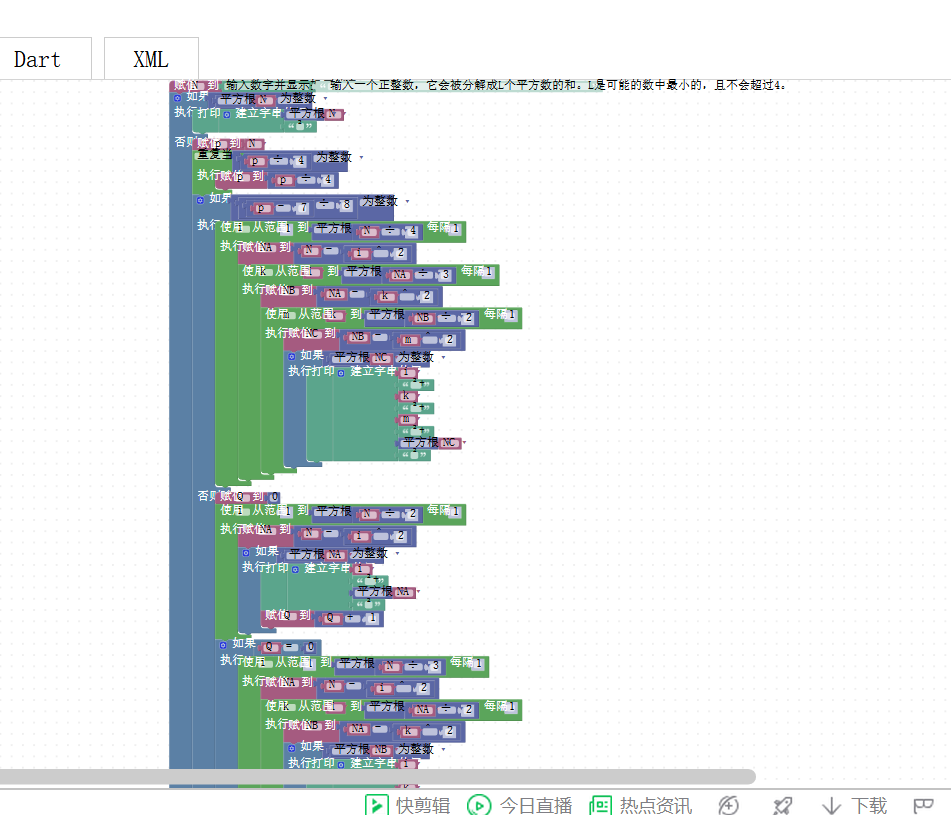 Dart XML
赋值 N 到 输入数字并显示 输入一个正整数，它会被分解成L个平方数的和。L是可能的数中最小的，且不会超过4。
如果 平方根 N 为整数
执行 打印 建立字串 平方根 N
“²”
否则 赋值 p 到 N
重复当 p ÷ 4 为整数
执行 赋值 p 到 p ÷ 4
如果 p - 7 ÷ 8 为整数
执行 使用 i 从范围 1 到 平方根 N ÷ 4 每隔 1
执行 赋值 NA 到 N - i ^ 2
使用 k 从范围 i 到 平方根 NA ÷ 3 每隔 1
执行 赋值 NB 到 NA - k ^ 2
使用 m 从范围 k 到 平方根 NB ÷ 2 每隔 1
执行 赋值 NC 到 NB - m ^ 2
如果 平方根 NC 为整数
执行 打印 建立字串 i
“²+”
k
“²+”
m
“²+”
平方根 NC
“²”
否则 赋值 Q 到 0
使用 i 从范围 1 到 平方根 N ÷ 2 每隔 1
执行 赋值 NA 到 N - i ^ 2
如果 平方根 NA 为整数
执行 打印 建立字串 i
“²+”
平方根 NA
“²”
赋值 Q 到 Q + 1
如果 Q = 0
执行 使用 i 从范围 1 到 平方根 N ÷ 3 每隔 1
执行 赋值 NA 到 N - i ^ 2
使用 k 从范围 i 到 平方根 NA ÷ 2 每隔 1
执行 赋值 NB 到 NA - k ^ 2
如果 平方根 NB 为整数
执行 打印 建立字串 i
快剪辑 今日直播 热点资讯 下载